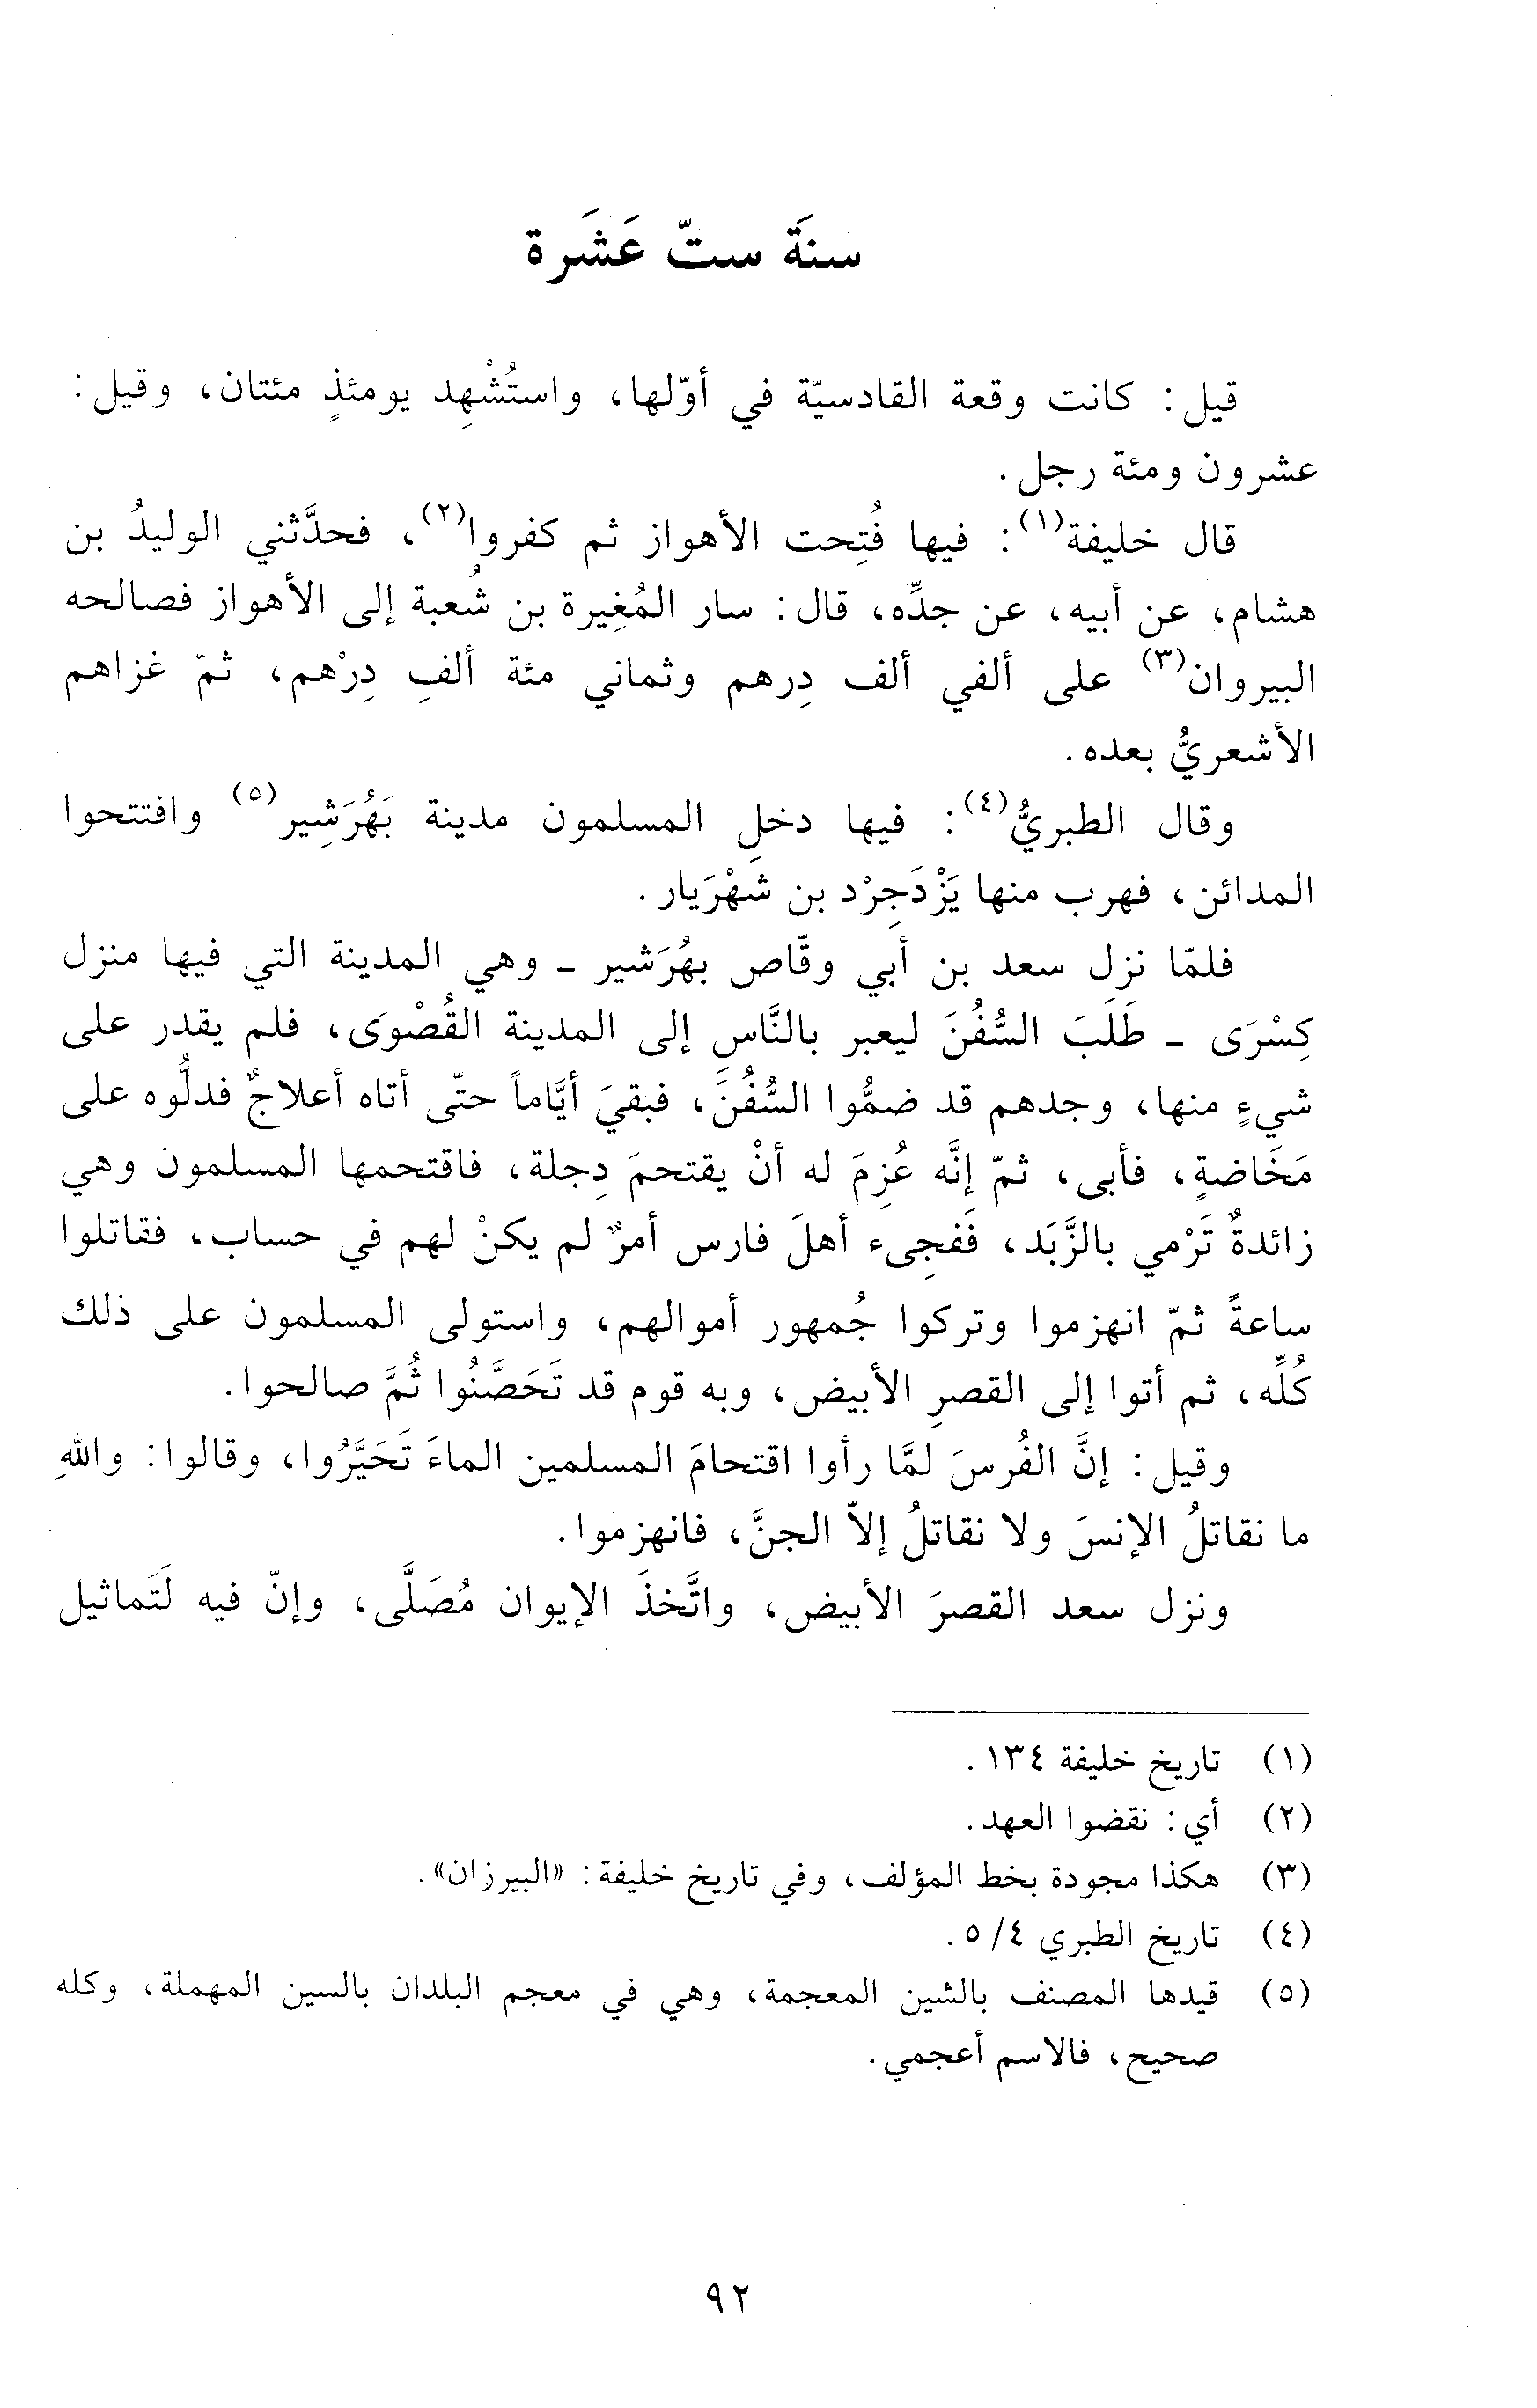 سنَةَ ستّ عَشَرة
قيل: كانت وقعة القادسيّة في أوّلها، واستُشْهِد يومئذٍ مئتان، وقيل:
عشرون ومئة رجل.
قال خليفة(١): فيها فُتِحت الأهواز ثم كفروا(٢)، فحدَّثني الوليدُ بن
هشام، عن أبيه، عن جدِّه، قال: سار المُغِيرة بن شُعبة إلى الأهواز فصالحه
البيروان(٣) على ألفي ألف دِرهم وثماني مئة ألفِ دِرْهم، ثمّ غزاهم
الأشعريُّ بعده.
وقال الطبريُّ(٤): فيها دخل المسلمون مدينة بَهُرَشِير(٥) وافتتحوا
المدائن، فهرب منها يَزْدَجِرْد بن شَهْرَيار.
فلمّا نزل سعد بن أبي وقّاص بهُرَشير - وهي المدينة التي فيها منزل
كِسْرَى - طَلَبَ السُّفُنَ ليعبر بالنَّاسِ إلى المدينة القُصْوَى، فلم يقدر على
شيءٍ منها، وجدهم قد ضمُّوا السُّفُنَ، فبقيَ أيَّاماً حتّى أتاه أعلاجٌ فدلُّوه على
مَخَاضةٍ، فأبى، ثمّ إنَّه عُزِمَ له أنْ يقتحمَ دِجلة، فاقتحمها المسلمون وهي
زائدةٌ تَرْمي بالزَّبَد، فَفجِىء أهلَ فارس أمرٌ لم يكنْ لهم في حساب، فقاتلوا
ساعةً ثمّ انهزموا وتركوا جُمهور أموالهم، واستولى المسلمون على ذلك
كُلِّه، ثم أتوا إلى القصرِ الأبيض، وبه قوم قد تَحَصَّنُوا ثُمَّ صالحوا.
وقيل: إنَّ الفُرسَ لمَّا رأوا اقتحامَ المسلمين الماءَ تَحَيَّرُوا، وقالوا: واللهِ
ما نقاتلُ الإنسَ ولا نقاتلُ إلاّ الجنَّ، فانهزموا.
ونزل سعد القصرَ الأبيض، واتَّخذَ الإيوان مُصَلَّى، وإنّ فيه لَتَماثيل
(١) تاريخ خليفة ١٣٤.
(٢) أي: نقضوا العهد.
(٣) هكذا مجودة بخط المؤلف، وفي تاريخ خليفة: «البيرزان».
(٤) تاريخ الطبري ٤/ ٥.
(٥) قيدها المصنف بالشين المعجمة، وهي في معجم البلدان بالسين المهملة، وكله
صحيح، فالاسم أعجمي.
٩٢